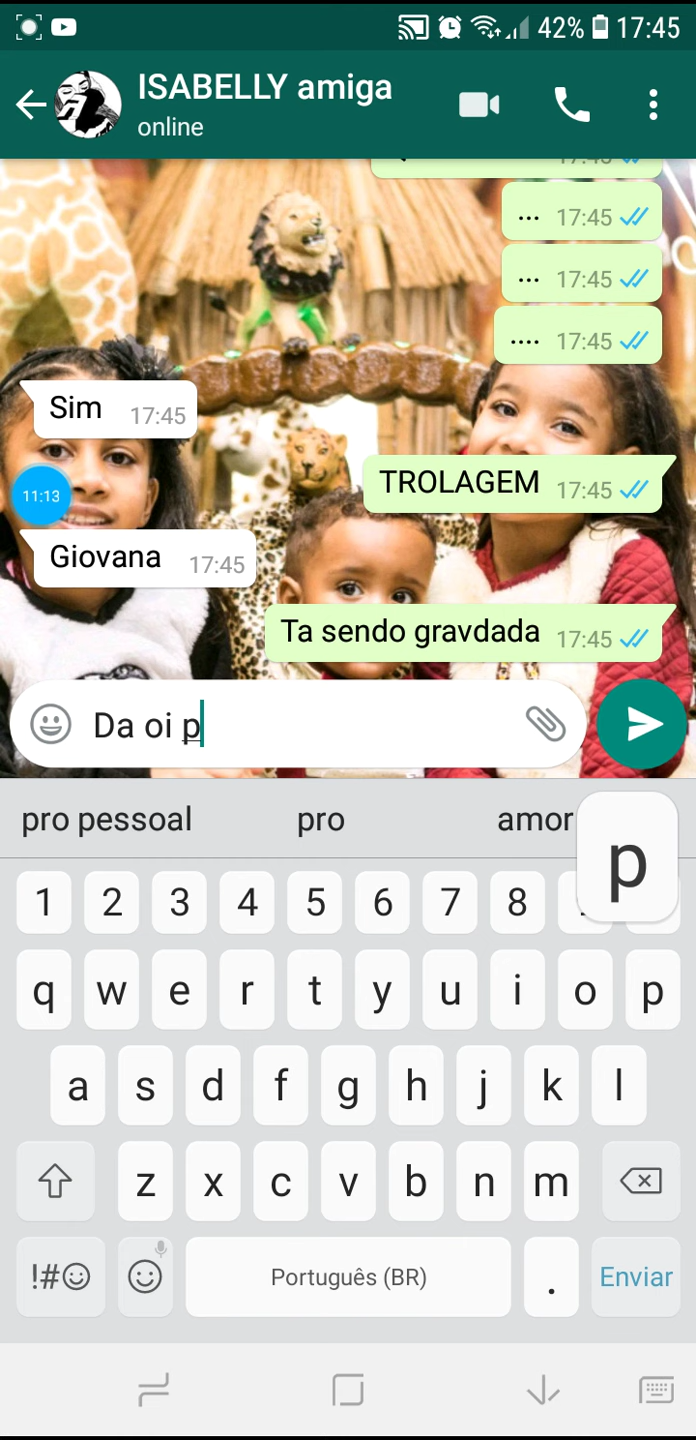 42% 17:45
ISABELLY amiga
online
17:45
... 17:45
... 17:45
.... 17:45
Sim 17:45
11:13
TROLAGEM 17:45
Giovana 17:45
Ta sendo gravdada 17:45
Da oi p
pro pessoal pro amor
p
1 2 3 4 5 6 7 8
q w e r t y u i o p
a s d f g h j k l
z x c v b n m
!#☺ Português (BR) . Enviar